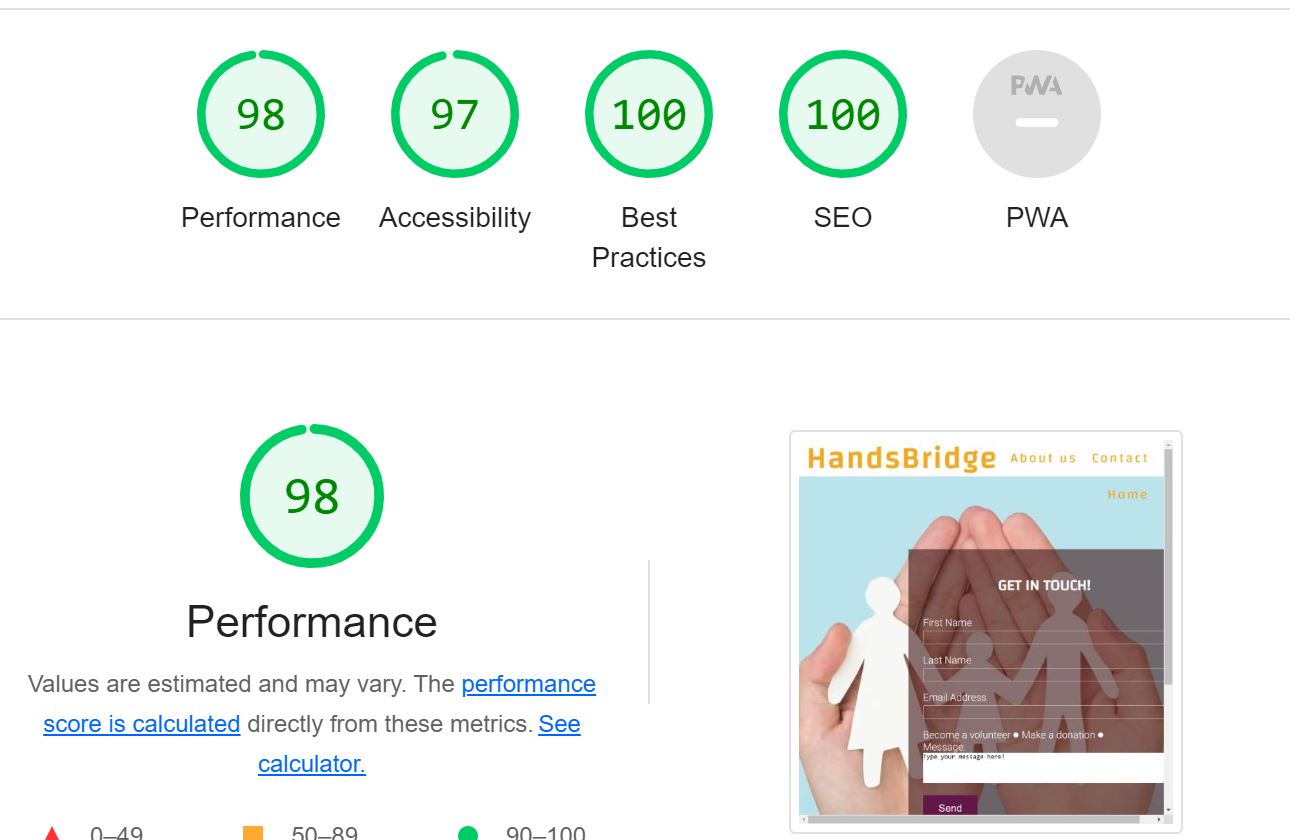 98
97
100
100
PWA
Performance
Accessibility
Best
Practices
SEO
PWA
98
Performance
Values are estimated and may vary. The performance
score is calculated directly from these metrics. See
calculator.
0–49
50–89
90–100
HandsBridge
About us
Contact
Home
GET IN TOUCH!
First Name
Last Name
Email Address
Become a volunteer
Make a donation
Message:
Type your message here!
Send